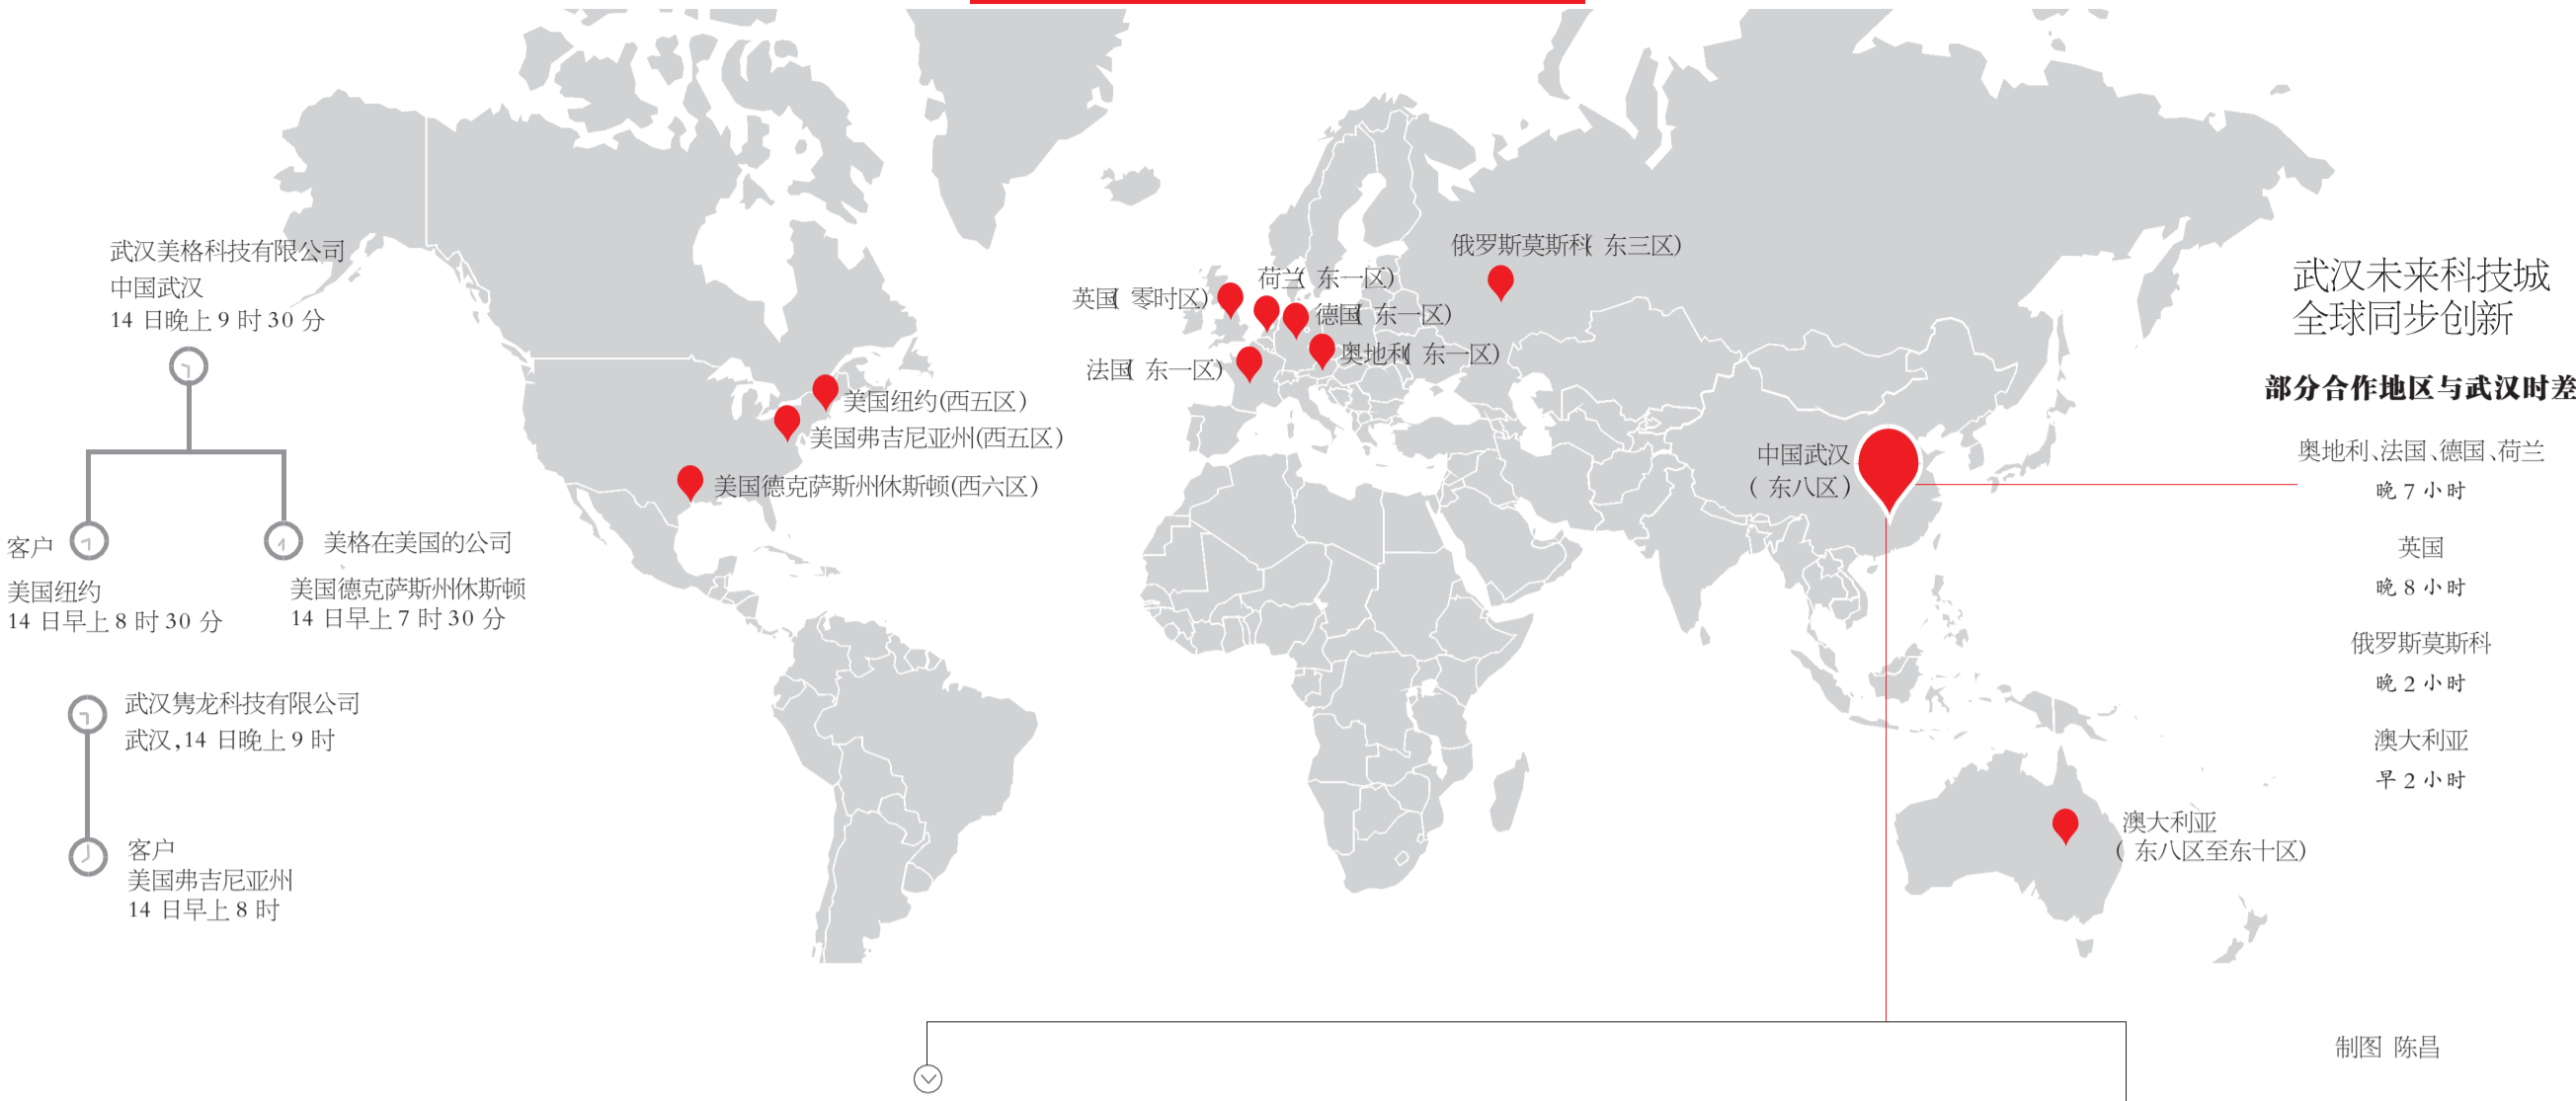 武汉美格科技有限公司
中国武汉
14 日晚上 9 时 30 分
客户
美国纽约
14 日早上 8 时 30 分
美格在美国的公司
美国德克萨斯州休斯顿
14 日早上 7 时 30 分
武汉隽龙科技有限公司
武汉,14 日晚上 9 时
客户
美国弗吉尼亚州
14 日早上 8 时
美国纽约(西五区)
美国弗吉尼亚州(西五区)
美国德克萨斯州休斯顿(西六区)
英国(零时区)
荷兰(东一区)
德国(东一区)
法国(东一区)
奥地利(东一区)
俄罗斯莫斯科(东三区)
中国武汉
(东八区)
澳大利亚
(东八区至东十区)
武汉未来科技城
全球同步创新
部分合作地区与武汉时差
奥地利、法国、德国、荷兰
晚 7 小时
英国
晚 8 小时
俄罗斯莫斯科
晚 2 小时
澳大利亚
早 2 小时
制图 陈昌